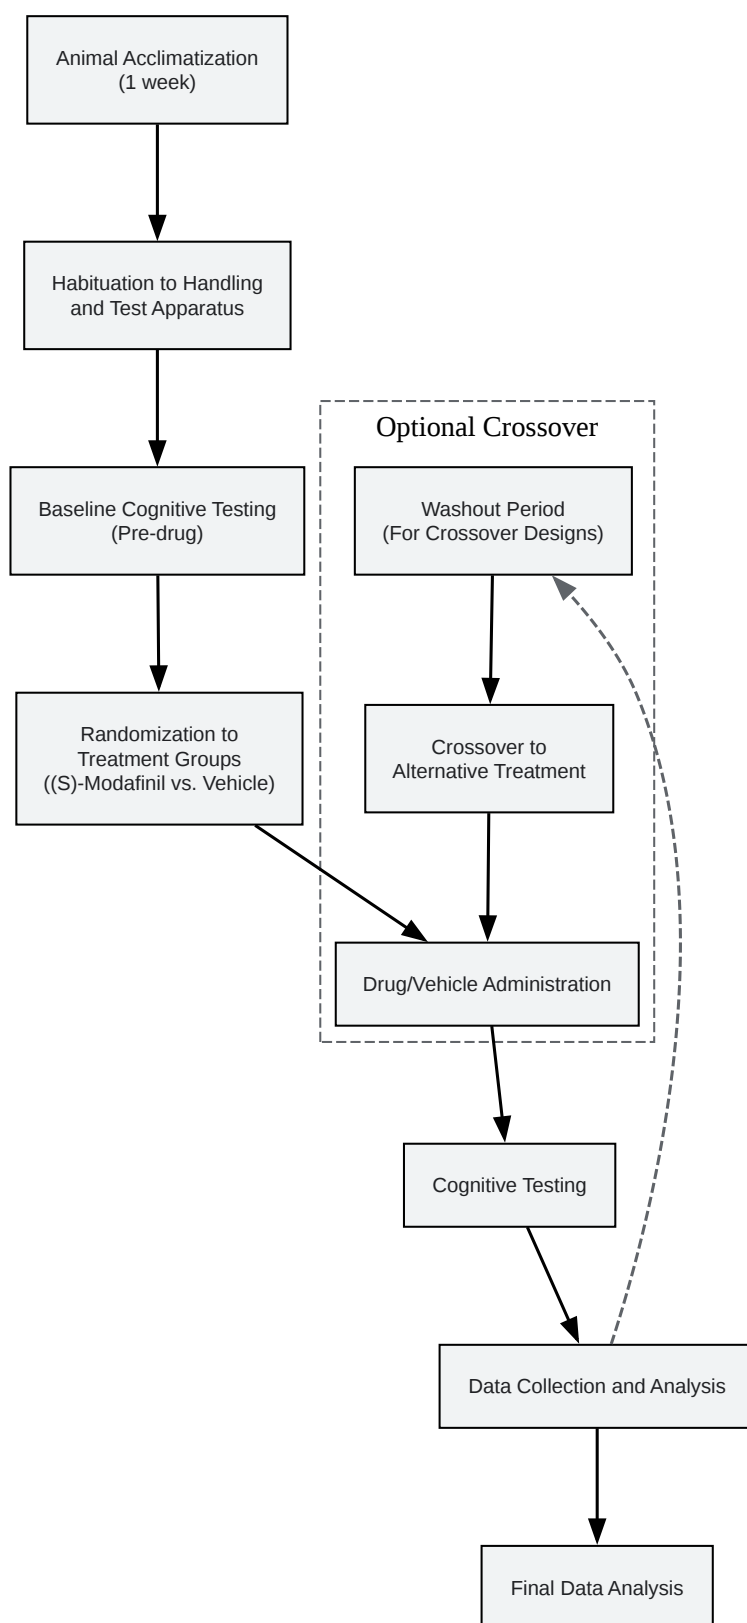 Animal Acclimatization
(1 week)
Habituation to Handling
and Test Apparatus
Optional Crossover
Baseline Cognitive Testing
(Pre-drug)
Washout Period
(For Crossover Designs)
Randomization to
Treatment Groups
((S)-Modafinil vs. Vehicle)
Crossover to
Alternative Treatment
Drug/Vehicle Administration
Cognitive Testing
Data Collection and Analysis
Final Data Analysis